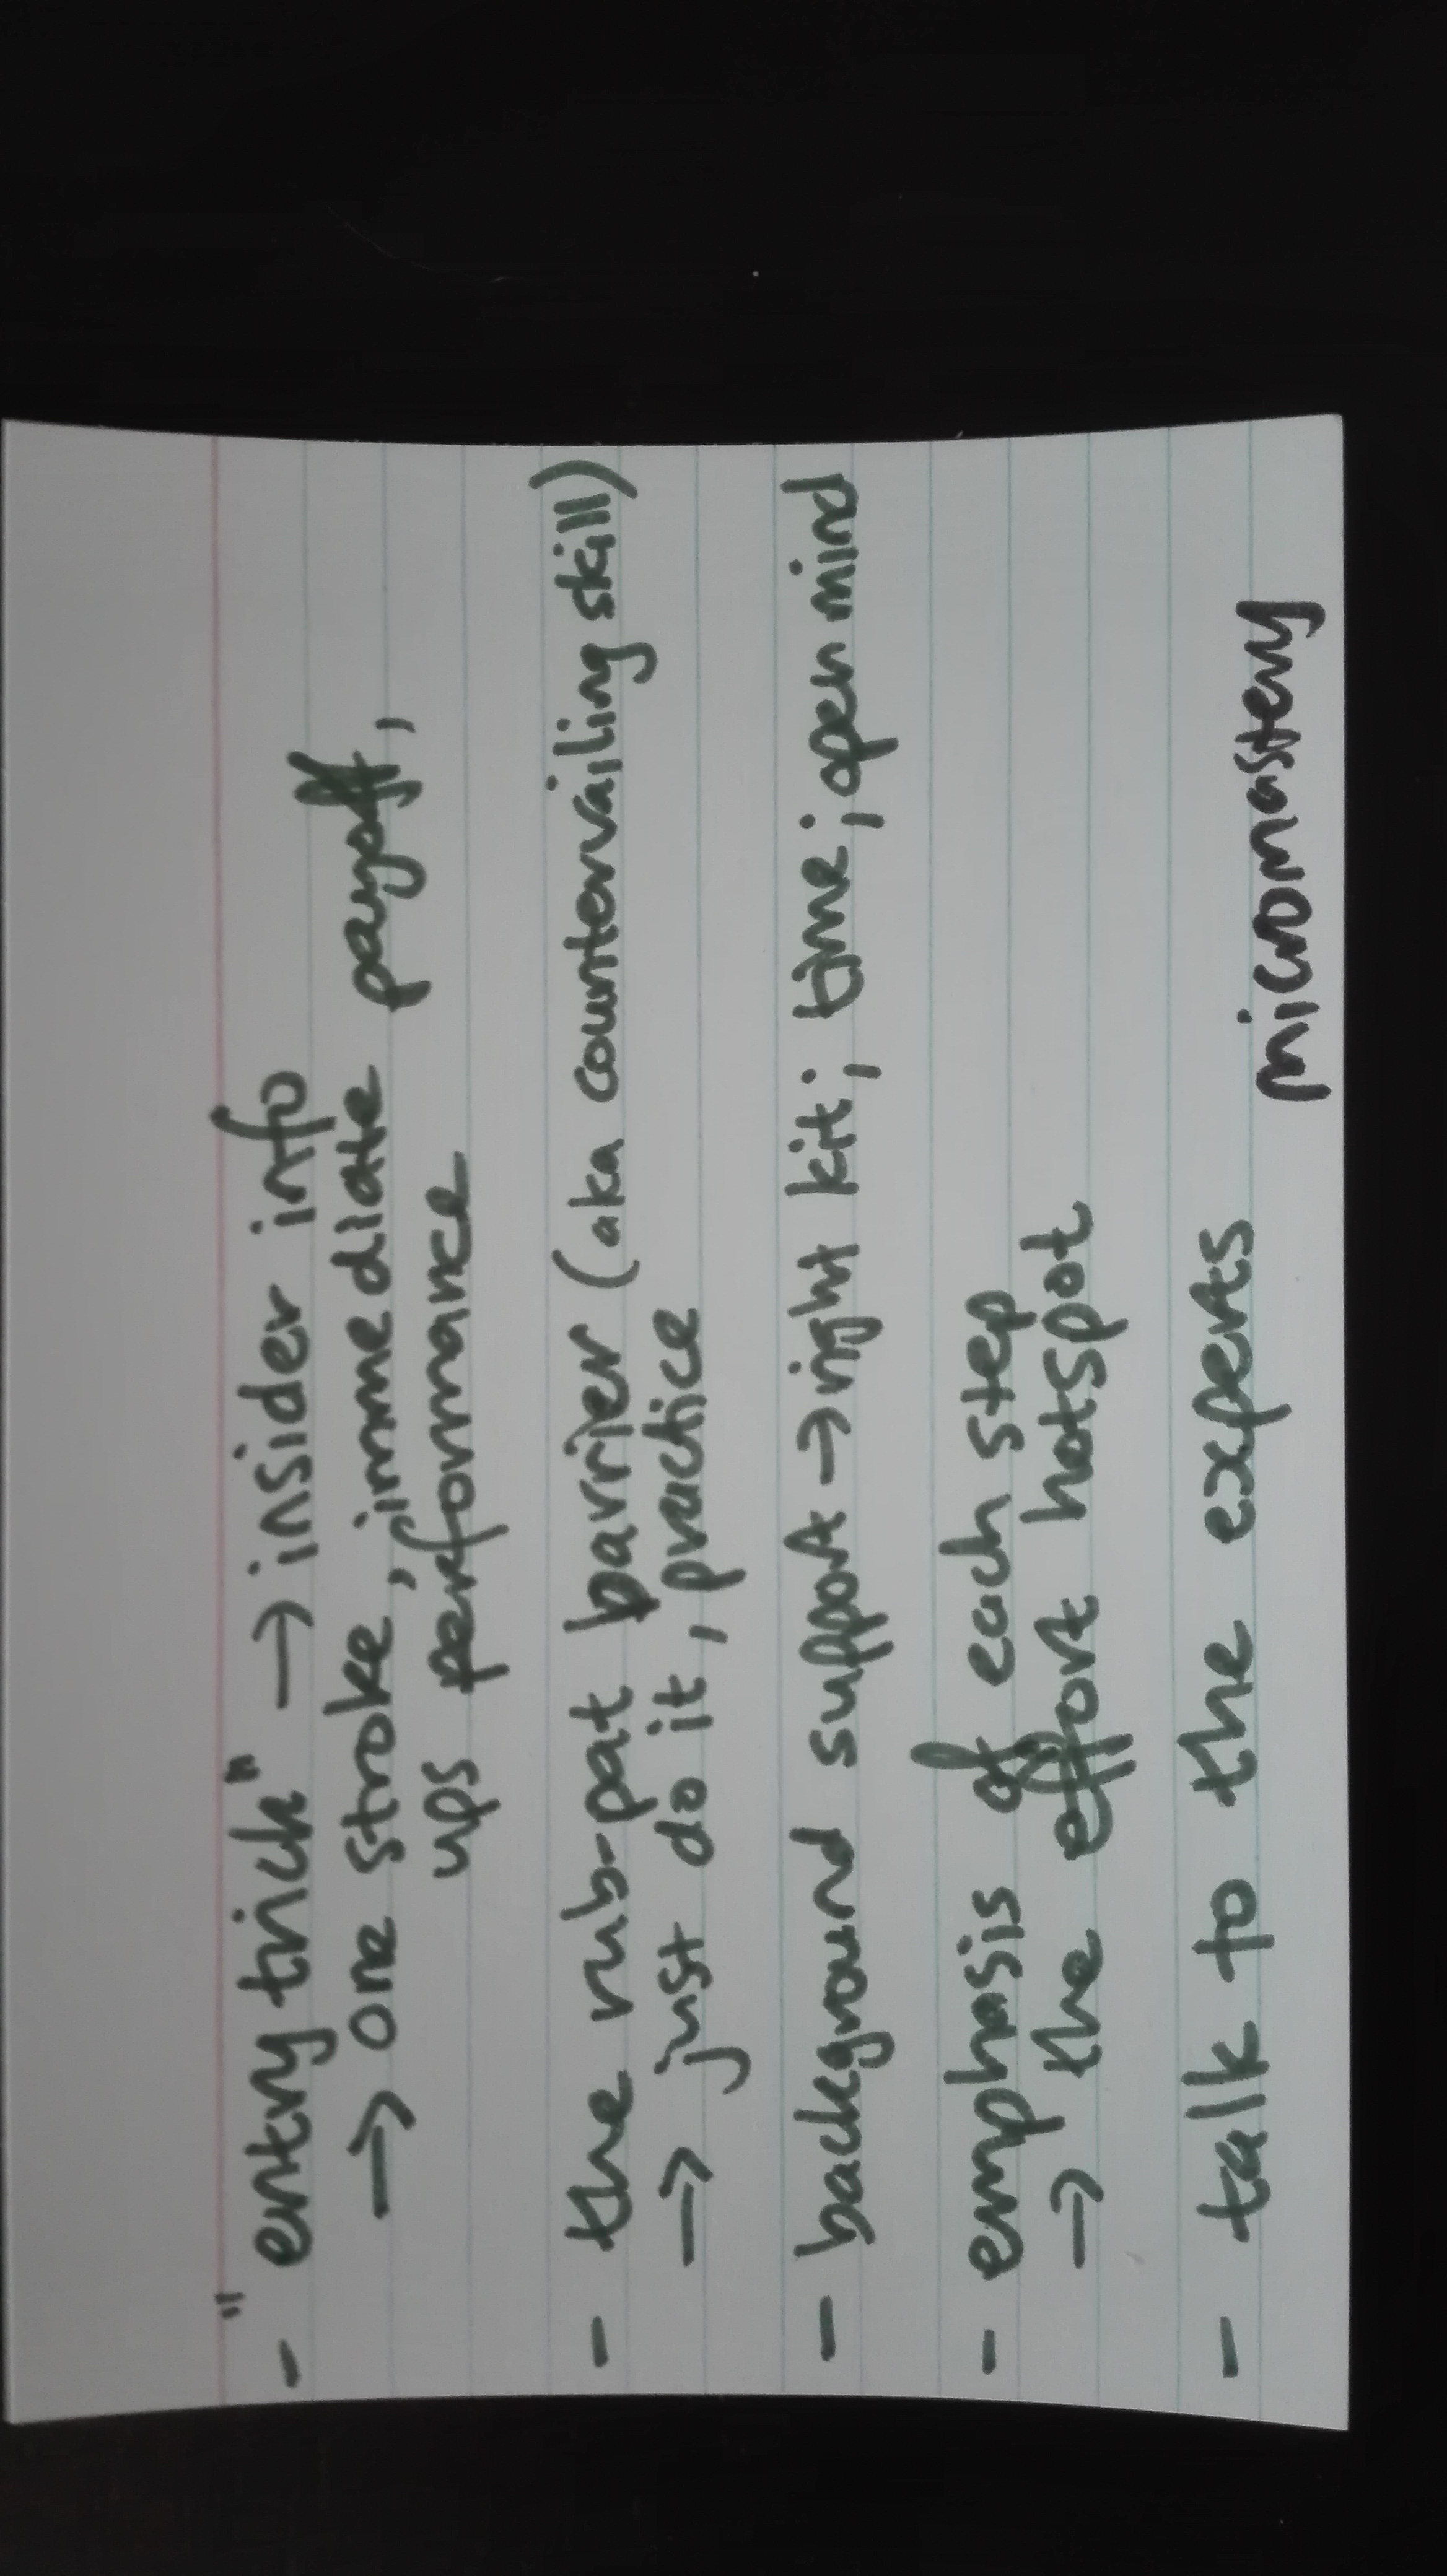 - "entry trick" → insider info
→ one stroke, immediate payoff,
ups performance
- the rub-pat barrier (aka countervailing skill)
→ just do it, practice
- background support → right kit; time; open mind
- emphasis of each step
→ the effort hotspot
- talk to the experts
micromastery